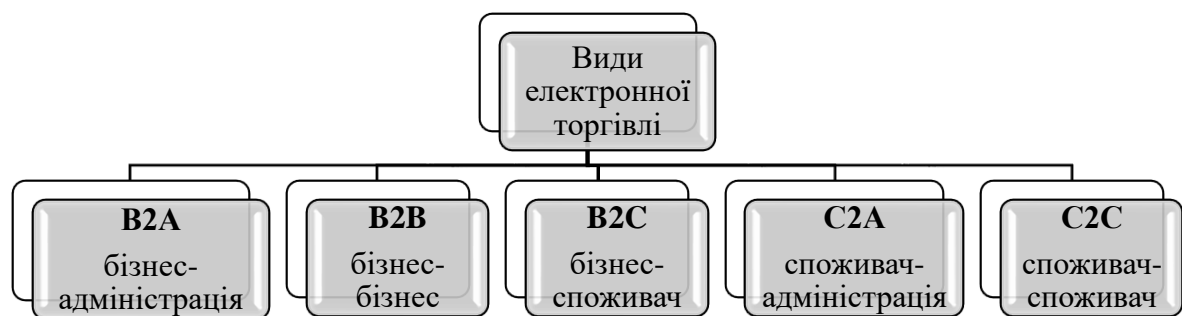 Види
електронної
торгівлі
B2A
бізнес-
адміністрація
B2B
бізнес-
бізнес
B2C
бізнес-
споживач
C2A
споживач-
адміністрація
C2C
споживач-
споживач